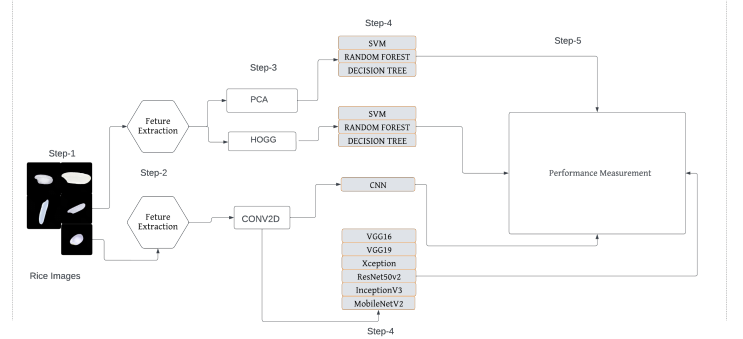 Step-4
Step-5
SVM
RANDOM FOREST
DECISION TREE
Step-3
PCA
Feture
Extraction
HOGG
SVM
RANDOM FOREST
DECISION TREE
Step-1
Step-2
Performance Measurement
CNN
Feture
Extraction
CONV2D
VGG16
VGG19
Xception
ResNet50v2
InceptionV3
MobileNetV2
Rice Images
Step-4